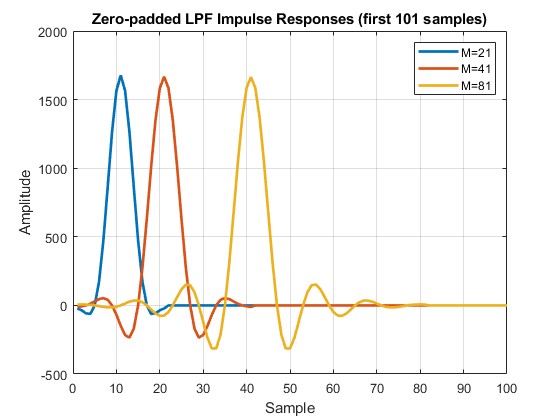 Zero-padded LPF Impulse Responses (first 101 samples)
2000
1500
1000
500
0
-500
Amplitude
M=21
M=41
M=81
0 10 20 30 40 50 60 70 80 90 100
Sample